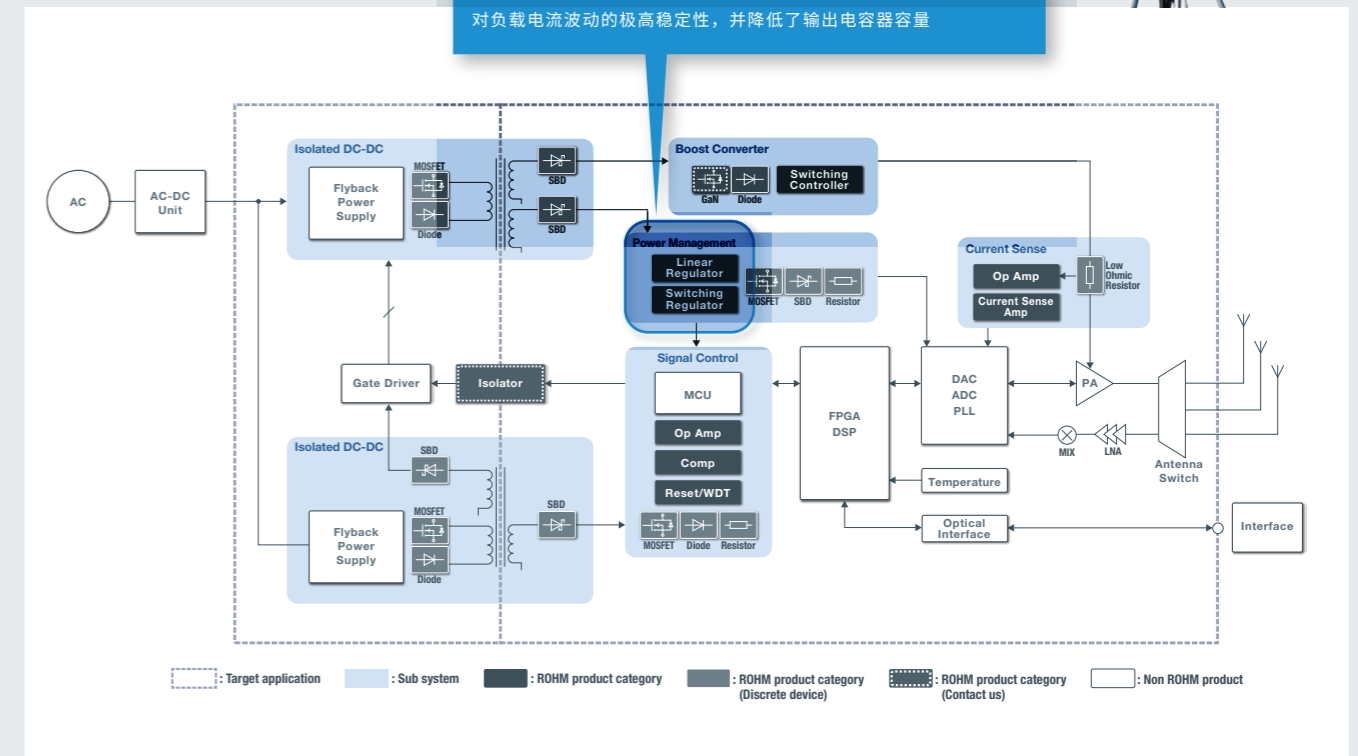 对负载电流波动的极高稳定性，并降低了输出电容器容量
Isolated DC-DC
MOSFET
Flyback
Power
Supply
Diode
SBD
SBD
Boost Converter
GaN
Diode
Switching
Controller
AC
AC-DC
Unit
Power Management
Linear
Regulator
Switching
Regulator
MOSFET
SBD
Resistor
Current Sense
Op Amp
Current Sense
Amp
Low
Ohmic
Resistor
Gate Driver
Isolator
Signal Control
MCU
Op Amp
Comp
Reset/WDT
MOSFET
Diode
Resistor
FPGA
DSP
DAC
ADC
PLL
PA
MIX
LNA
Antenna
Switch
Temperature
Optical
Interface
Interface
Isolated DC-DC
SBD
MOSFET
Flyback
Power
Supply
Diode
SBD
: Target application
: Sub system
: ROHM product category
: ROHM product category
(Discrete device)
: ROHM product category
(Contact us)
: Non ROHM product